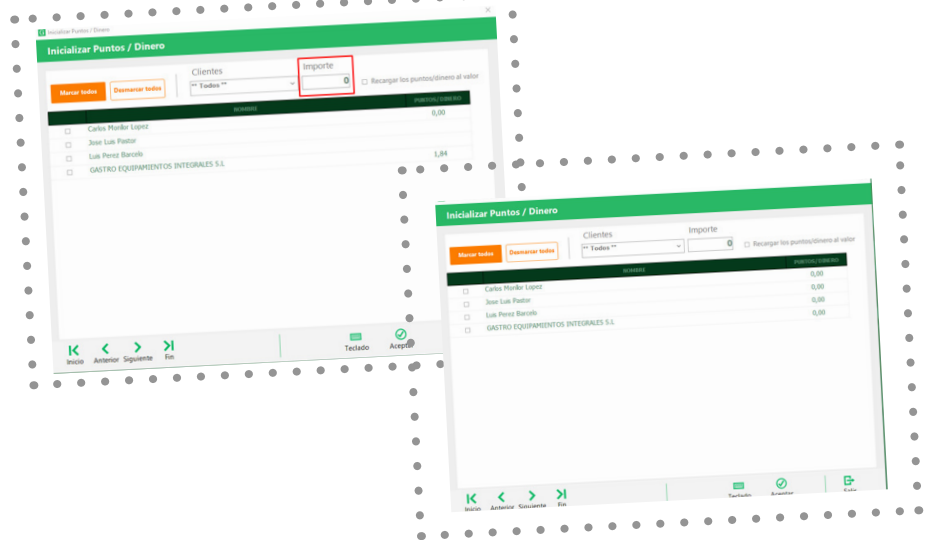 Inicializar Puntos / Dinero
Inicializar Puntos / Dinero
Clientes
Importe
Marcar todos
Desmarcar todos
** Todos **
0
Recargar los puntos/dinero al valor
NOMBRE
PUNTOS/DINERO
Carlos Monllor Lopez
0,00
Jose Luis Pastor
Luis Perez Barcelo
1,84
GASTRO EQUIPAMIENTOS INTEGRALES S.L
Inicio
Anterior
Siguiente
Fin
Teclado
Aceptar
Inicializar Puntos / Dinero
Clientes
Importe
Marcar todos
Desmarcar todos
** Todos **
0
Recargar los puntos/dinero al valor
NOMBRE
PUNTOS/DINERO
Carlos Monllor Lopez
0,00
Jose Luis Pastor
0,00
Luis Perez Barcelo
0,00
GASTRO EQUIPAMIENTOS INTEGRALES S.L
0,00
Inicio
Anterior
Siguiente
Fin
Teclado
Aceptar
Salir